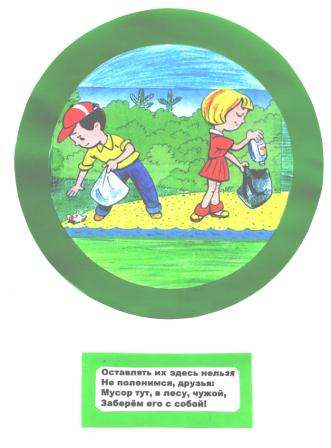 Оставлять их здесь нельзя
Не поленимся, друзья:
Мусор тут, в лесу, чужой,
Заберём его с собой!